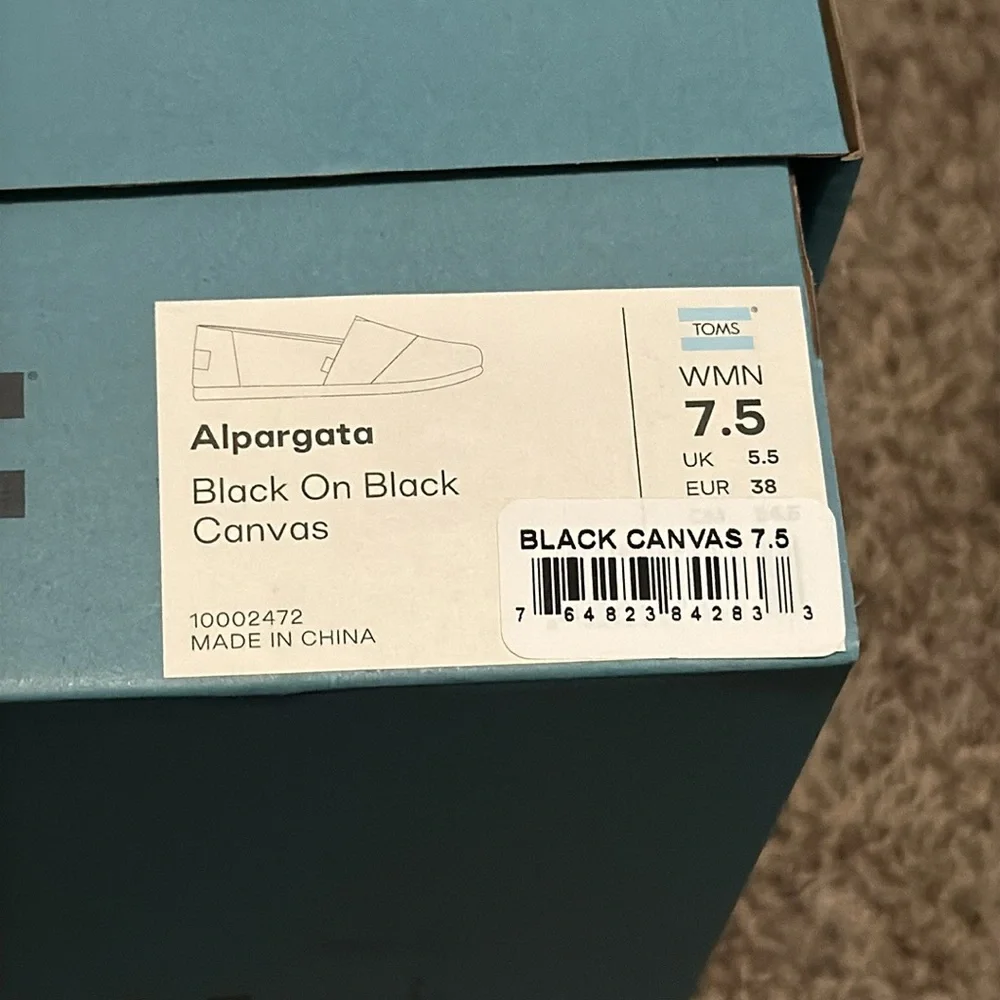 Alpargata
Black On Black
Canvas
10002472
MADE IN CHINA
TOMS
WMN
7.5
UK 5.5
EUR 38
BLACK CANVAS 7.5
7 64823 84283 3